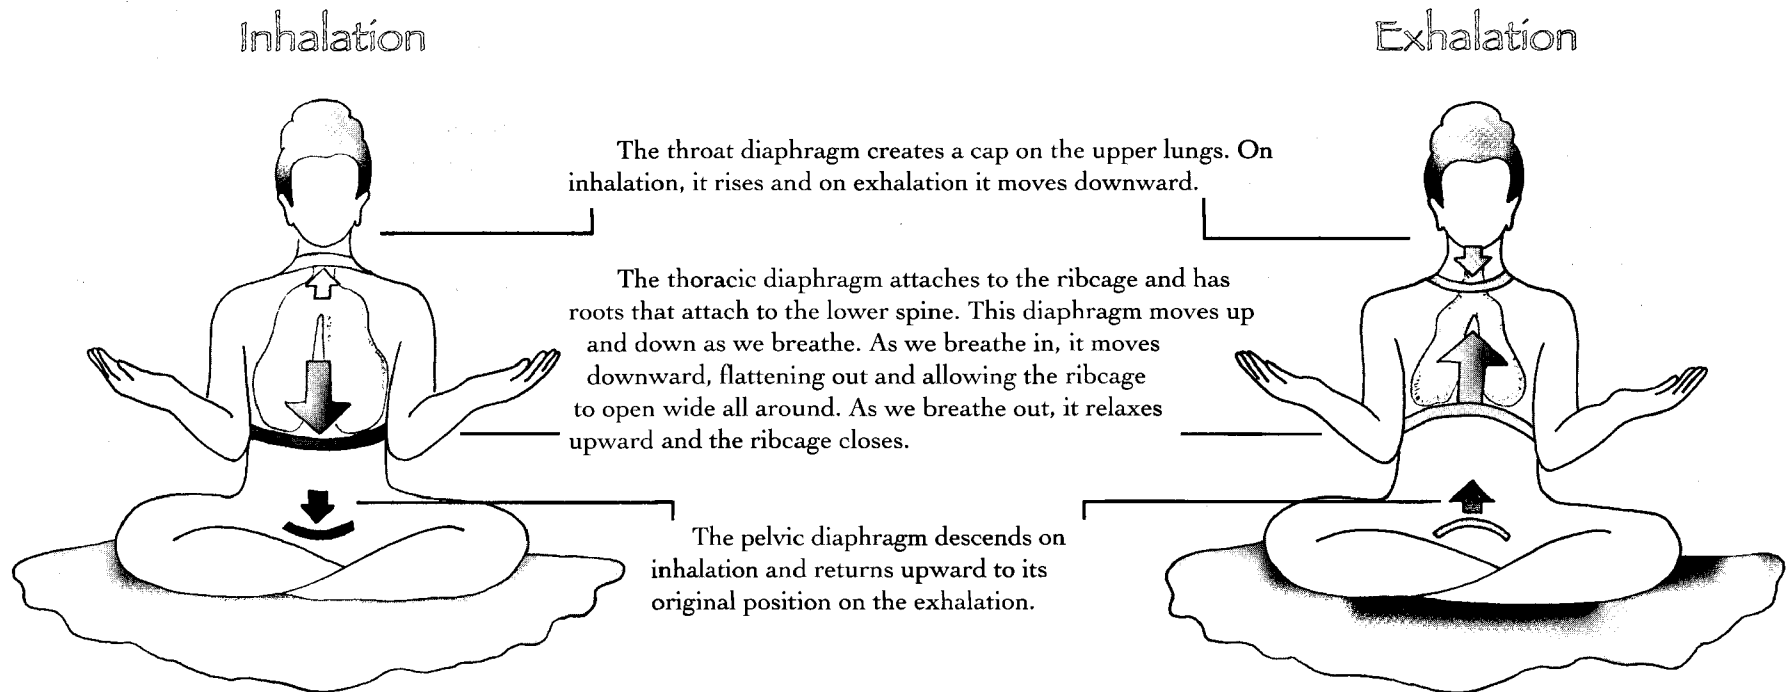 Inhalation
Exhalation
The throat diaphragm creates a cap on the upper lungs. On
inhalation, it rises and on exhalation it moves downward.
The thoracic diaphragm attaches to the ribcage and has
roots that attach to the lower spine. This diaphragm moves up
and down as we breathe. As we breathe in, it moves
downward, flattening out and allowing the ribcage
to open wide all around. As we breathe out, it relaxes
upward and the ribcage closes.
The pelvic diaphragm descends on
inhalation and returns upward to its
original position on the exhalation.